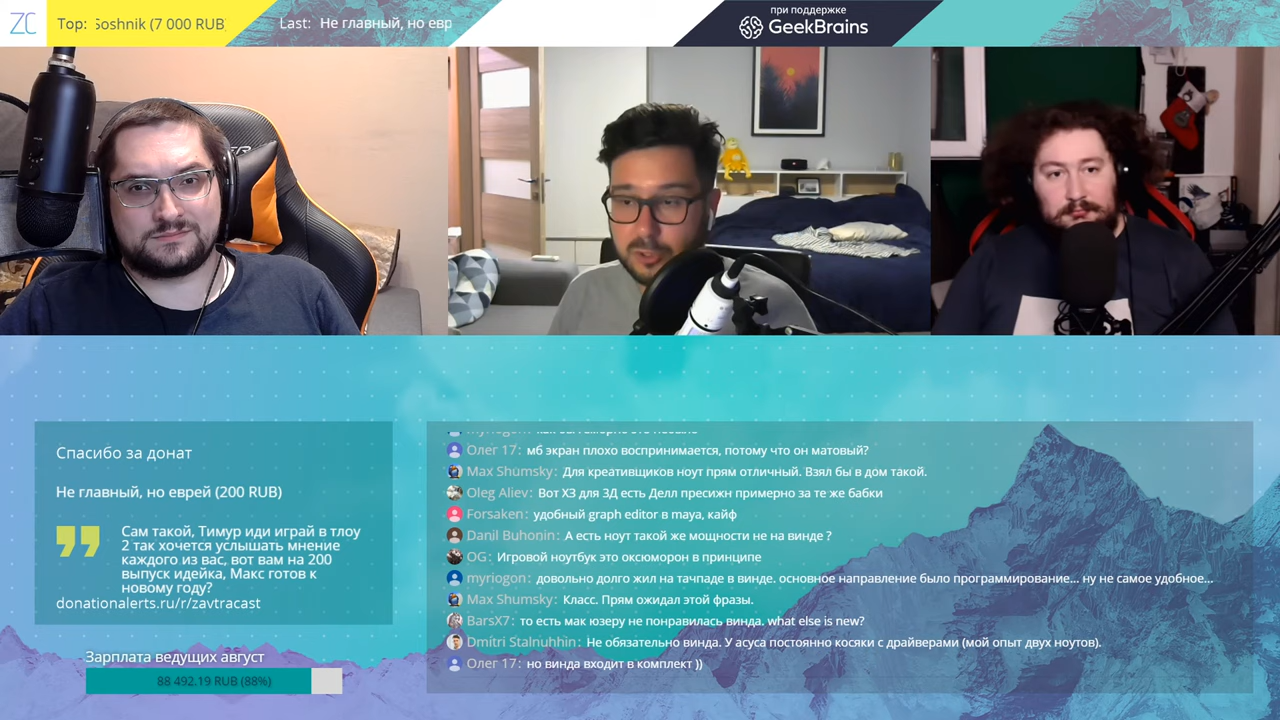 ZC
Top: Soshnik (7 000 RUB)
Last: Не главный, но евр
при поддержке
GeekBrains
Спасибо за донат
Не главный, но еврей (200 RUB)
Сам такой, Тимур иди играй в тлоу
2 так хочется услышать мнение
каждого из вас, вот вам на 200
выпуск идейка, Макс готов к
новому году?
donationalerts.ru/r/zavtracast
Зарплата ведущих август
88 492.19 RUB (88%)
Олег 17: мб экран плохо воспринимается, потому что он матовый?
Max Shumsky: Для креативщиков ноут прям отличный. Взял бы в дом такой.
Oleg Aliev: Вот ХЗ для 3Д есть Делл пресижн примерно за те же бабки
Forsaken: удобный graph editor в maya, кайф
Danil Buhonin: А есть ноут такой же мощности не на винде ?
OG: Игровой ноутбук это оксюморон в принципе
myriogon: довольно долго жил на тачпаде в винде. основное направление было программирование... ну не самое удобное...
Max Shumsky: Класс. Прям ожидал этой фразы.
BarsX7: то есть мак юзеру не понравилась винда. what else is new?
Dmitri Stalnuhhin: Не обязательно винда. У асуса постоянно косяки с драйверами (мой опыт двух ноутов).
Олег 17: но винда входит в комплект ))